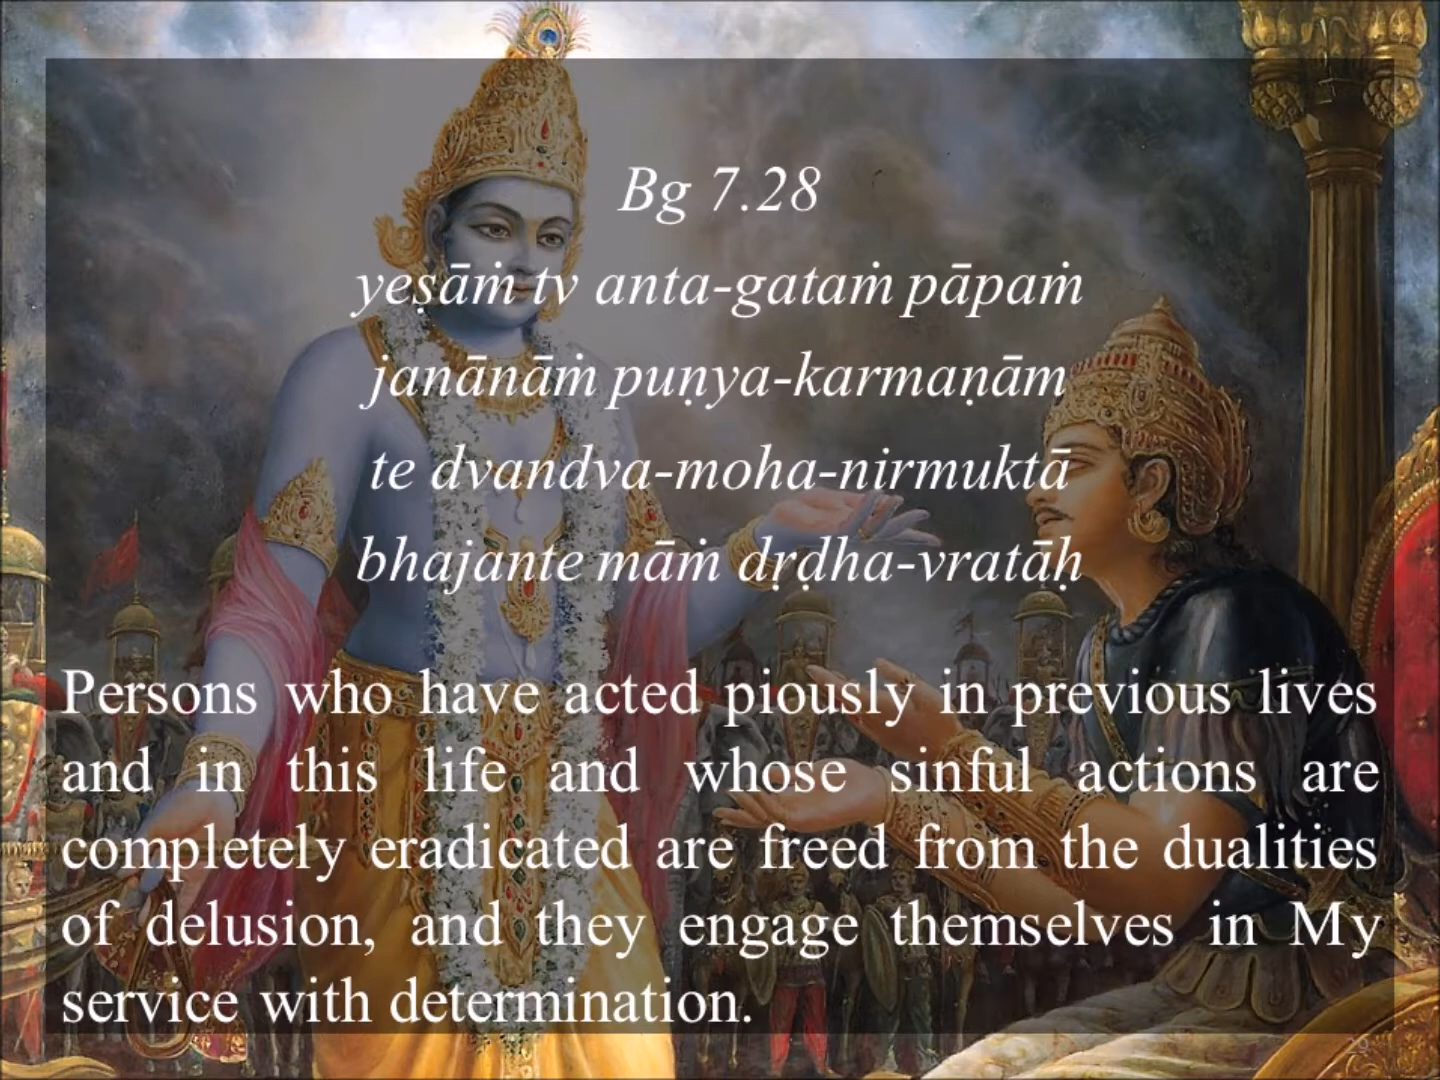 Bg 7.28
yeṣāṁ tv anta-gataṁ pāpaṁ
janānāṁ puṇya-karmaṇām
te dvandva-moha-nirmuktā
bhajante māṁ dṛḍha-vratāḥ
Persons who have acted piously in previous lives
and in this life and whose sinful actions are
completely eradicated are freed from the dualities
of delusion, and they engage themselves in My
service with determination.
29